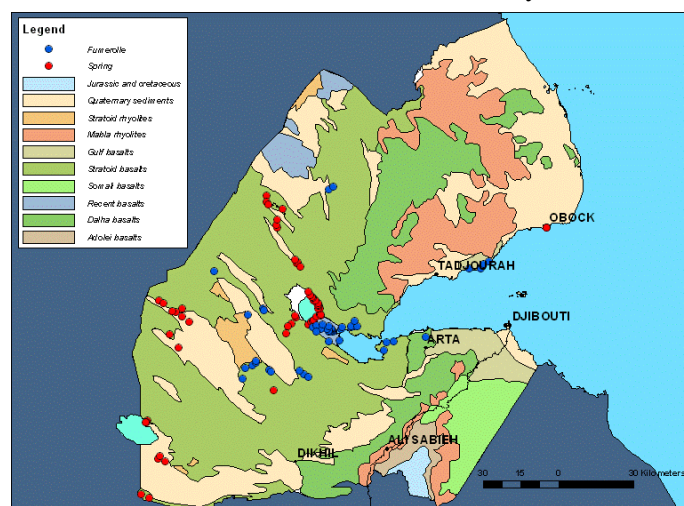 Legend
Fumerolle
Spring
Jurassic and cretaceous
Quaternary sediments
Stratoid rhyolites
Mabla rhyolites
Gulf basalts
Stratoid basalts
Somali basalts
Recent basalts
Dalha basalts
Adolei basalts
OBOCK
TADJOURAH
DJIBOUTI
ARTA
ALI SABIEH
DIKHIL
30 15 0 30 Kilometers